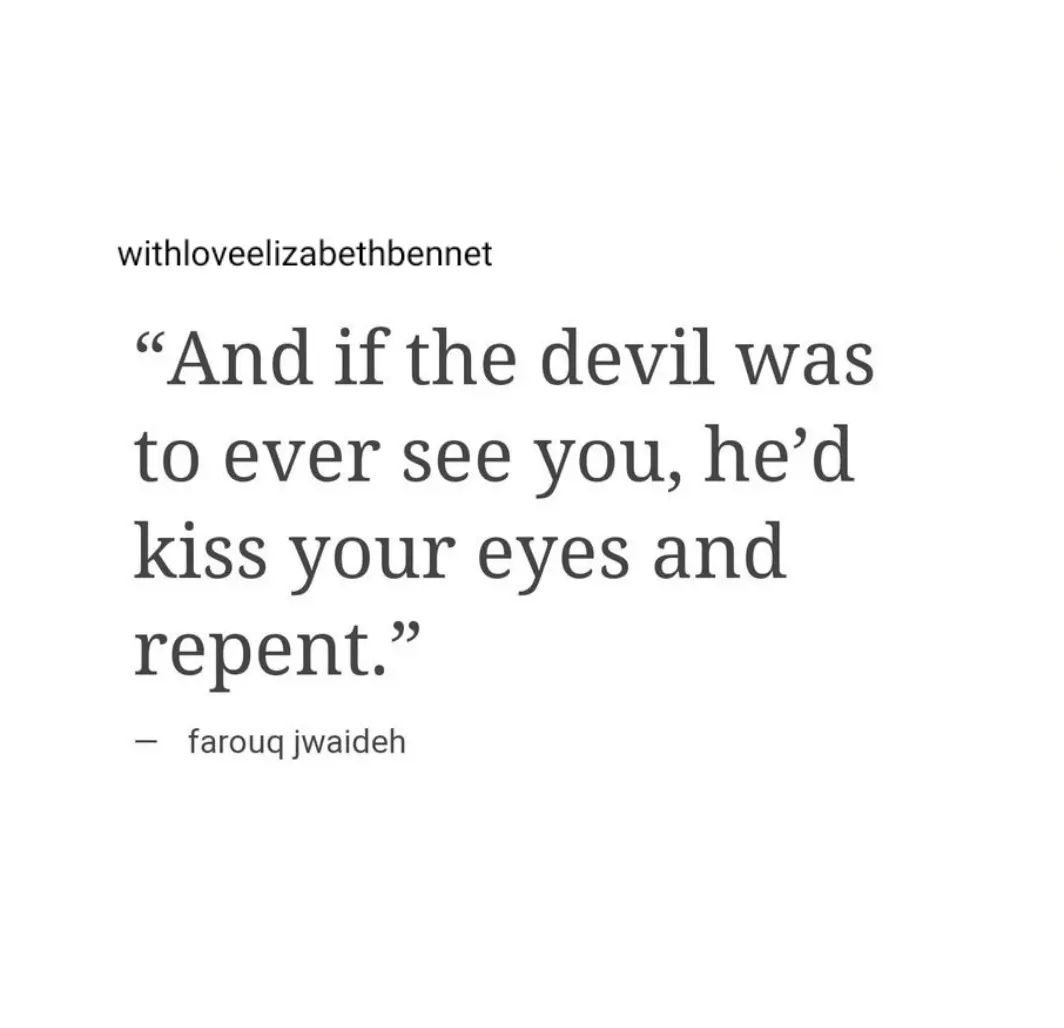 withloveelizabethbennet
“And if the devil was
to ever see you, he’d
kiss your eyes and
repent.”
— farouq jwaideh